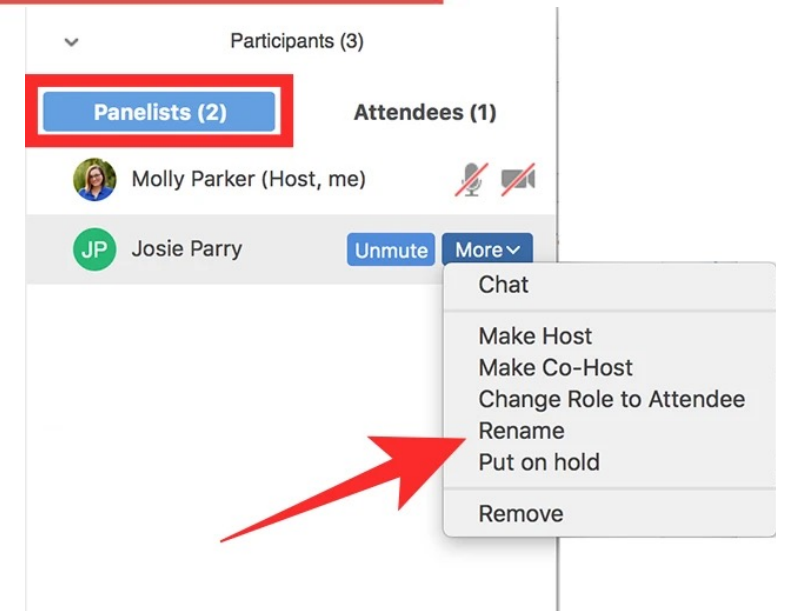 Participants (3)
Panelists (2) Attendees (1)
Molly Parker (Host, me)
JP Josie Parry Unmute More
Chat
Make Host
Make Co-Host
Change Role to Attendee
Rename
Put on hold
Remove